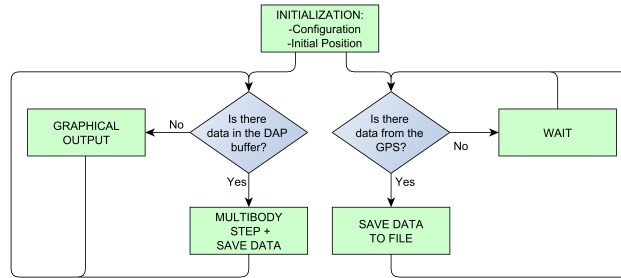 INITIALIZATION:
-Configuration
-Initial Position
Is there
data in the DAP
buffer?
No
GRAPHICAL
OUTPUT
Yes
MULTIBODY
STEP +
SAVE DATA
Is there
data from the
GPS?
No
WAIT
Yes
SAVE DATA
TO FILE